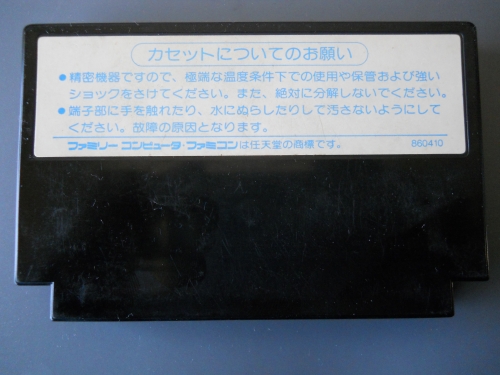 カセットについてのお願い
●精密機器ですので、極端な温度条件下での使用や保管および強い
ショックをさけてください。また、絶対に分解しないでください。
●端子部に手を触れたり、水にぬらしたりして汚さないようにして
ください。故障の原因となります。
ファミリー コンピュータ・ファミコンは任天堂の商標です。 860410